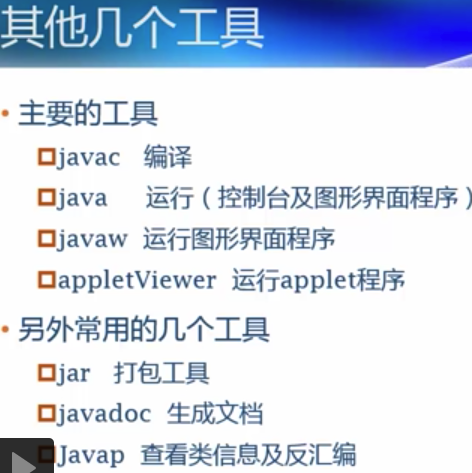 其他几个工具
主要的工具
javac 编译
java 运行（控制台及图形界面程序）
javaw 运行图形界面程序
appletViewer 运行applet程序
另外常用的几个工具
jar 打包工具
javadoc 生成文档
Javap 查看类信息及反汇编